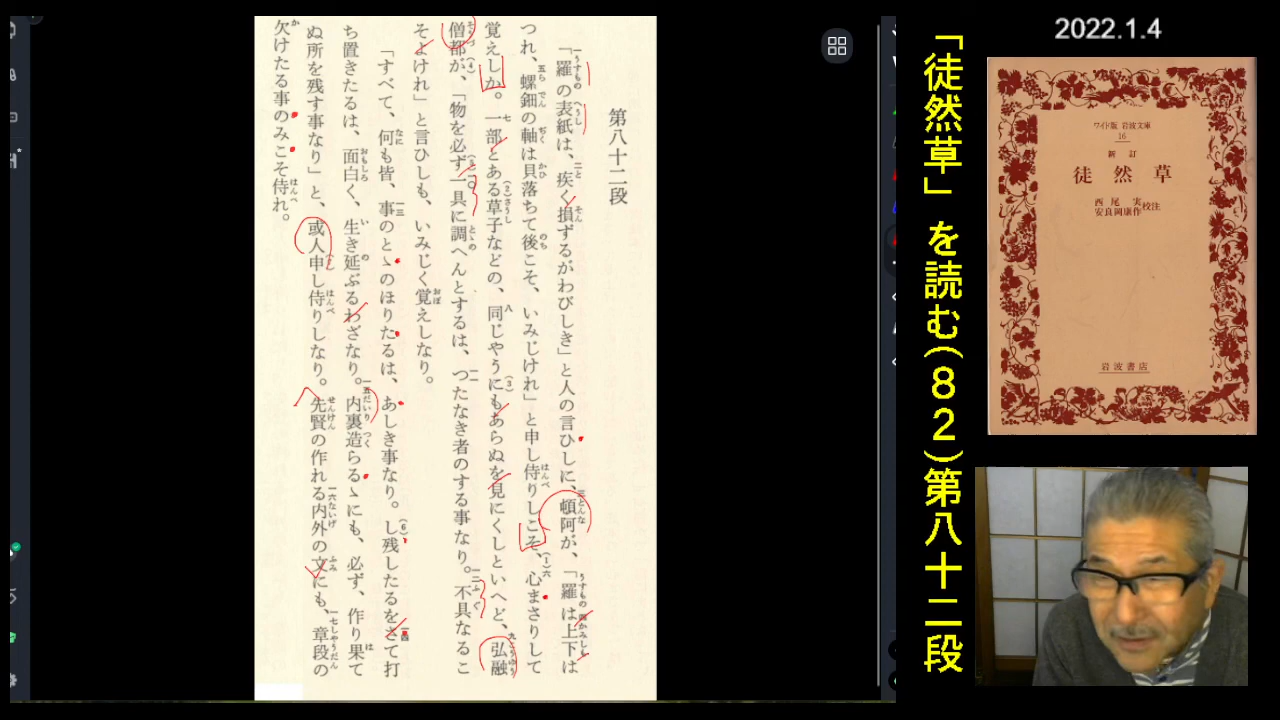 第八十二段
「羅の表紙は、疾く損ずるがわびしき」と人の言ひしに、頓阿が、「羅は上下は
つれ、螺鈿の軸は貝落ちて後こそ、いみじけれ」と申し侍りしこそ、心まさりして
覚えしか。一部とある草子などの、同じやうにもあらぬを見にくしといへど、弘融
僧都が、「物を必ず一具に調へんとするは、つたなき者のする事なり。不具なるこ
そよけれ」と言ひしも、いみじく覚えしなり。
「すべて、何も皆、事のとゝのほりたるは、あしき事なり。し残したるをさて打
ち置きたるは、面白く、生き延ぶるわざなり。内裏造らるゝにも、必ず、作り果て
ぬ所を残す事なり」と、或人申し侍りしなり。先賢の作れる内外の文にも、章段の
欠けたる事のみこそ侍れ。
「徒然草」を読む(82)第八十二段
2022.1.4
ワイド版 岩波文庫
16
新訂
徒然草
西尾実
安良岡康作 校注
岩波書店